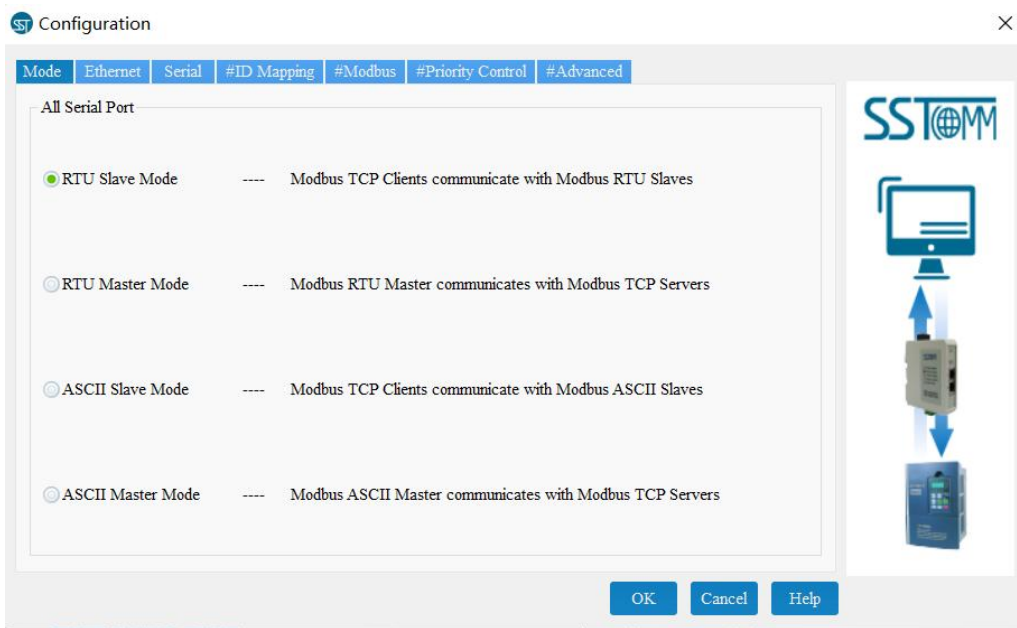 SST Configuration
Mode Ethernet Serial #ID Mapping #Modbus #Priority Control #Advanced
All Serial Port
RTU Slave Mode ---- Modbus TCP Clients communicate with Modbus RTU Slaves
RTU Master Mode ---- Modbus RTU Master communicates with Modbus TCP Servers
ASCII Slave Mode ---- Modbus TCP Clients communicate with Modbus ASCII Slaves
ASCII Master Mode ---- Modbus ASCII Master communicates with Modbus TCP Servers
SSTCOMM
OK Cancel Help